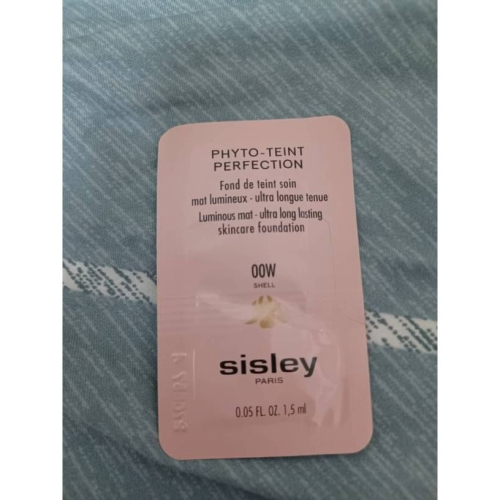 PHYTO-TEINT
PERFECTION
Fond de teint soin
mat lumineux - ultra longue tenue
Luminous mat - ultra long lasting
skincare foundation
00W
SHELL
sisley
PARIS
0.05 FL. OZ. 1,5 ml